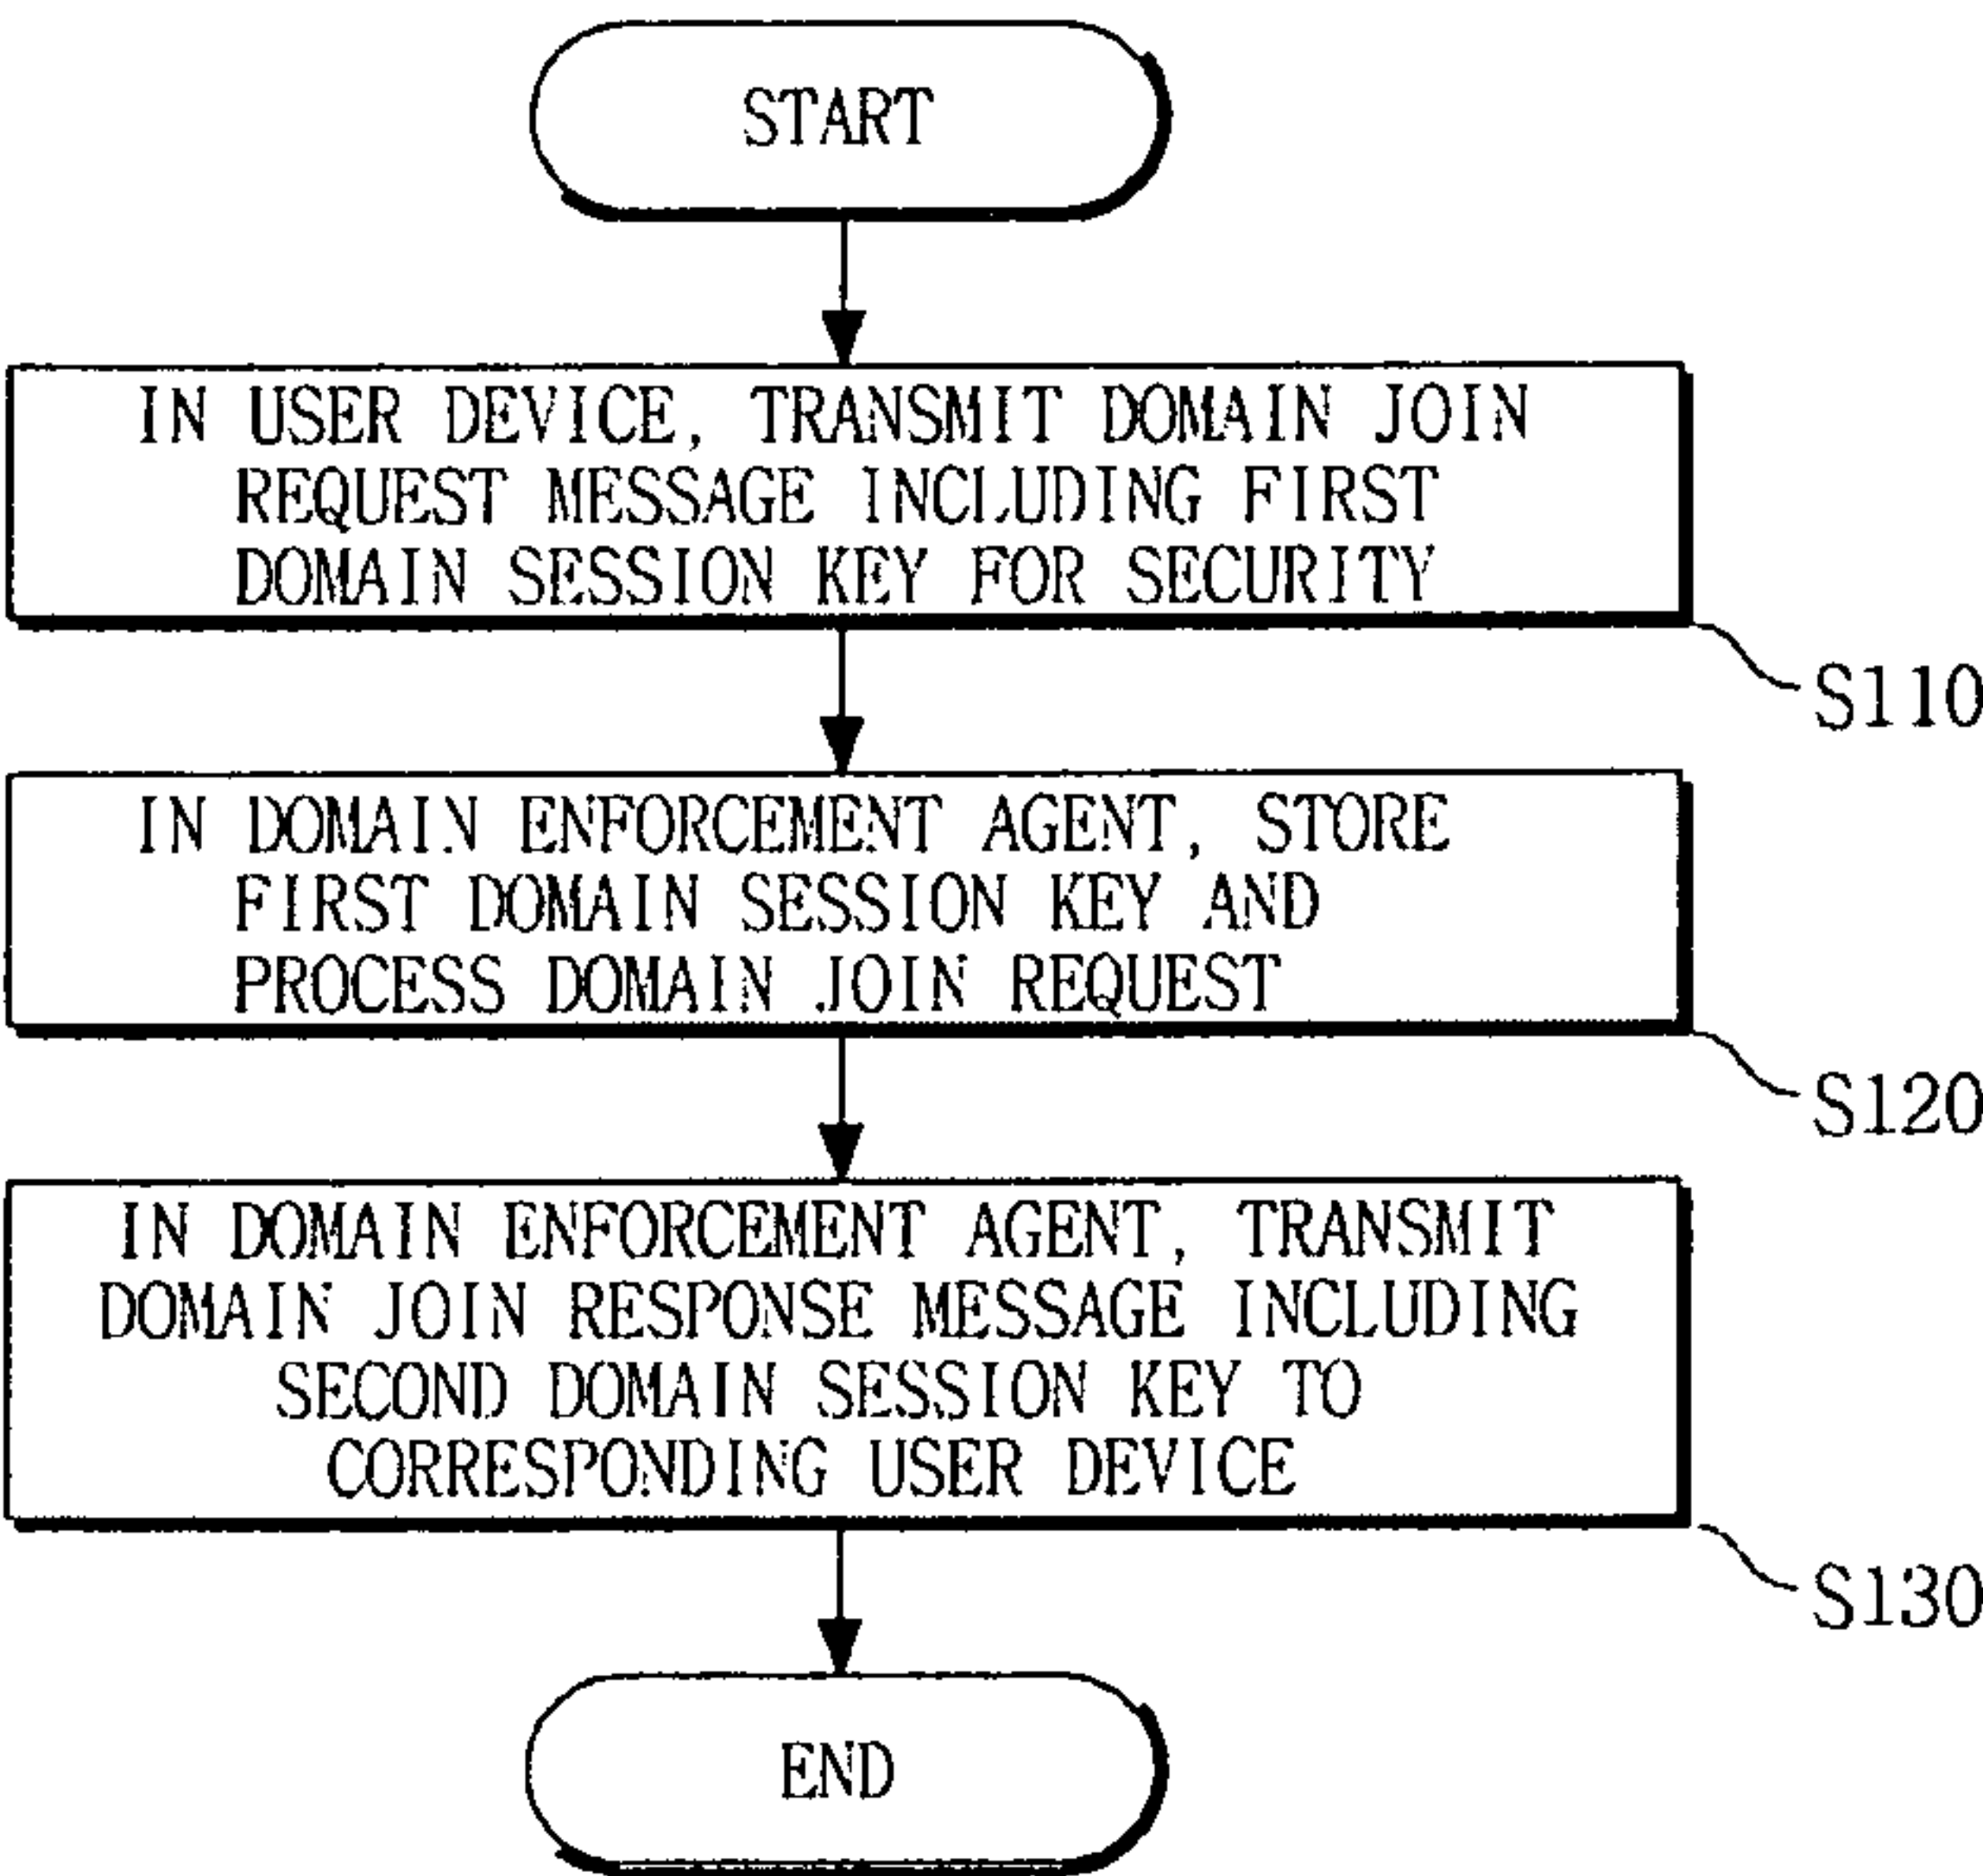 START
IN USER DEVICE, TRANSMIT DOMAIN JOIN
REQUEST MESSAGE INCLUDING FIRST
DOMAIN SESSION KEY FOR SECURITY
S110
IN DOMAIN ENFORCEMENT AGENT, STORE
FIRST DOMAIN SESSION KEY AND
PROCESS DOMAIN JOIN REQUEST
S120
IN DOMAIN ENFORCEMENT AGENT, TRANSMIT
DOMAIN JOIN RESPONSE MESSAGE INCLUDING
SECOND DOMAIN SESSION KEY TO
CORRESPONDING USER DEVICE
S130
END